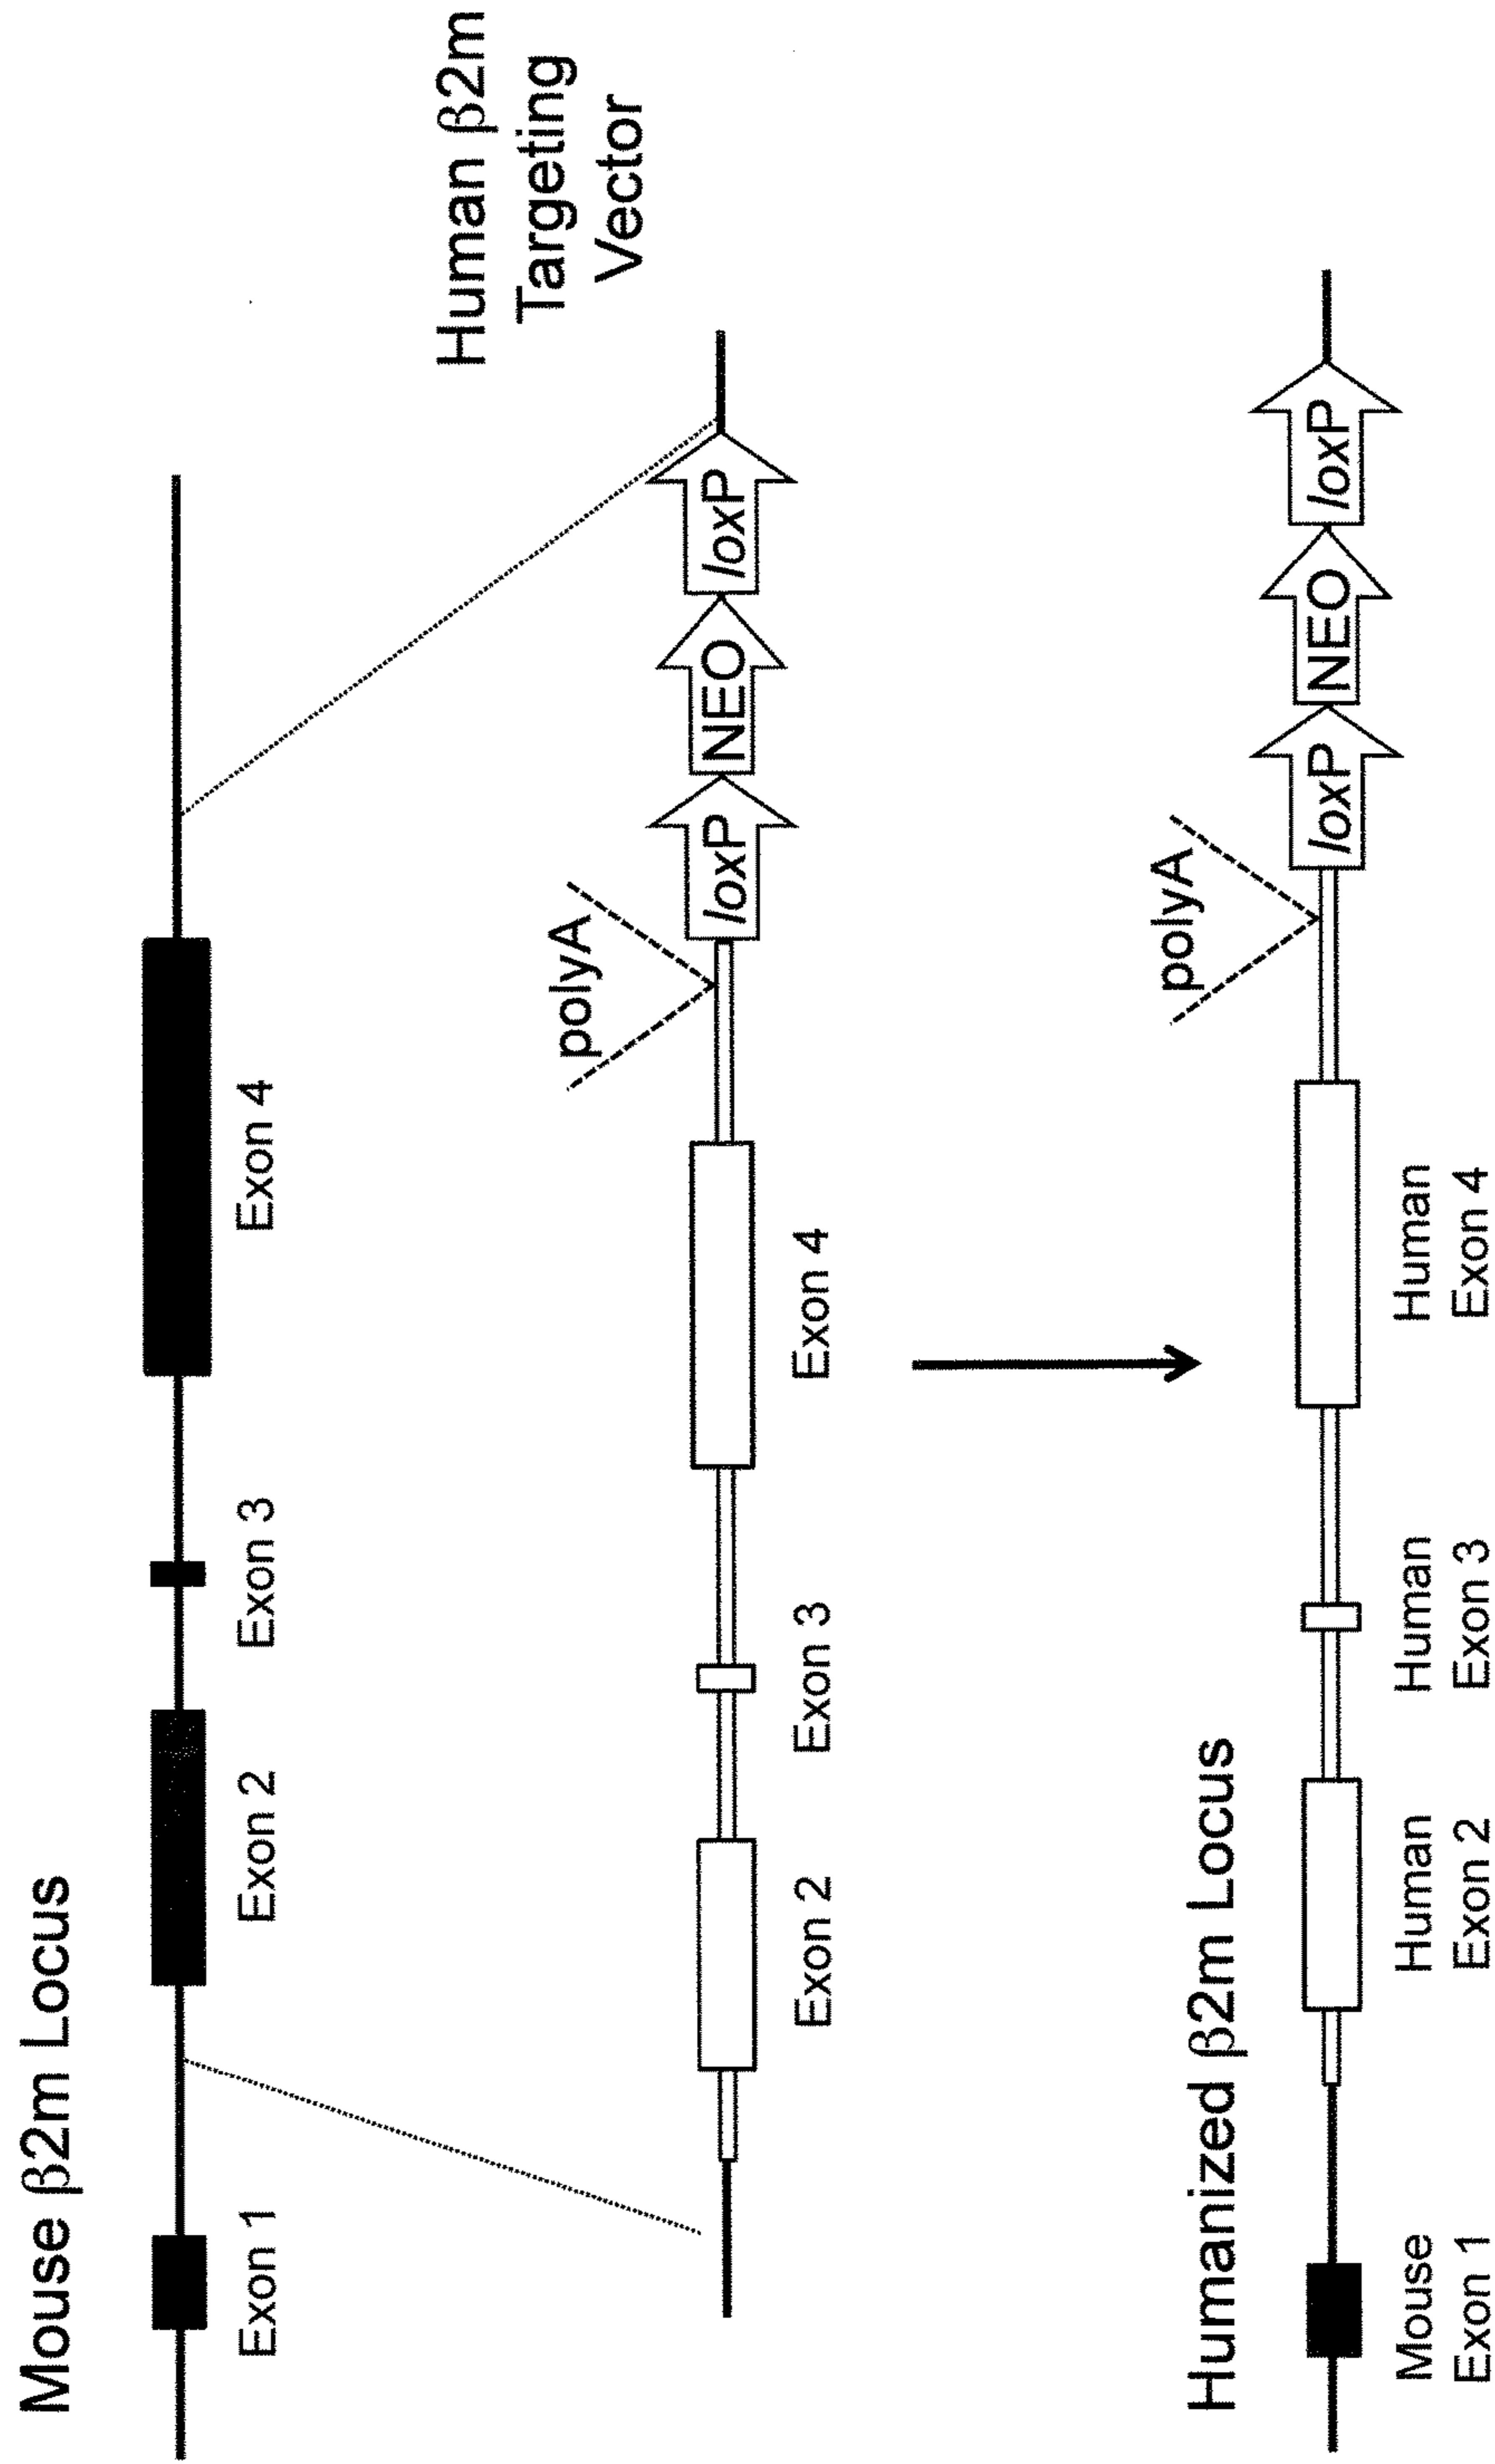 Mouse β2m Locus
Exon 1
Exon 2
Exon 3
Exon 4
Human β2m
Targeting
Vector
polyA
loxP
NEO
loxP
Exon 2
Exon 3
Exon 4
Humanized β2m Locus
polyA
loxP
NEO
loxP
Mouse
Exon 1
Human
Exon 2
Human
Exon 3
Human
Exon 4